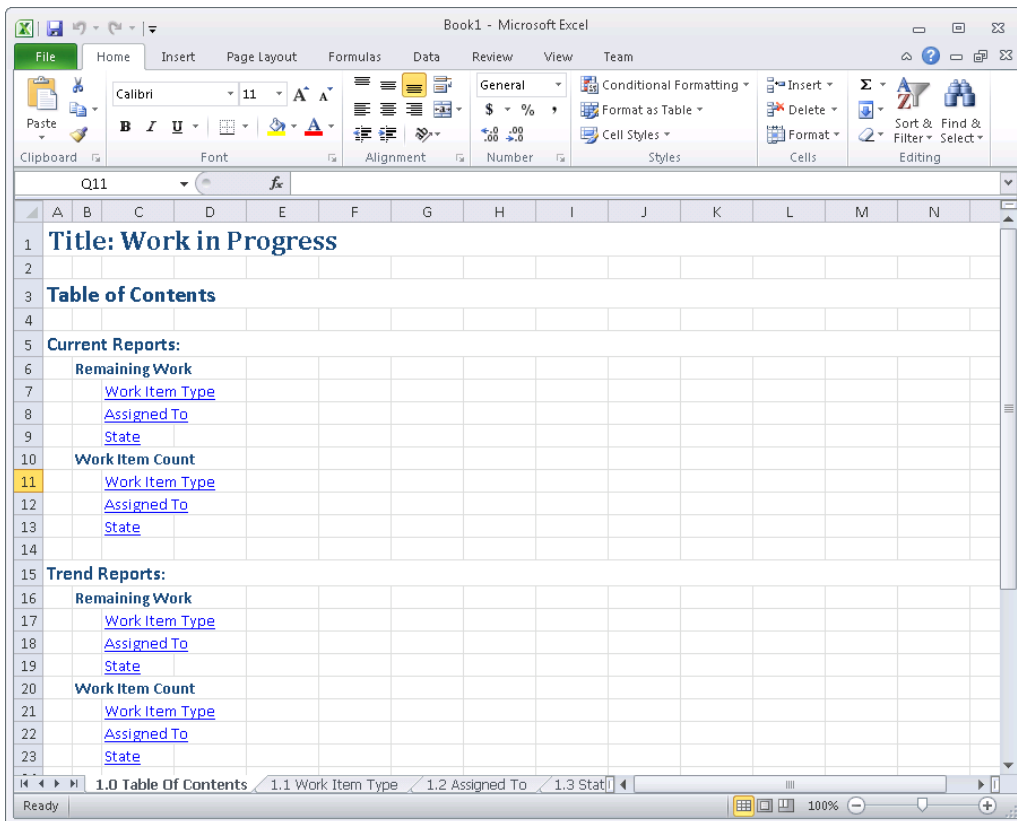 Book1 - Microsoft Excel
File Home Insert Page Layout Formulas Data Review View Team
Calibri 11 A A General Conditional Formatting Insert Σ
Paste B I U A $ % , Format as Table Delete Sort & Find &
Cell Styles Format Filter Select
Clipboard Font Alignment Number Styles Cells Editing
Q11 fx
A B C D E F G H I J K L M N
1 Title: Work in Progress
2
3 Table of Contents
4
5 Current Reports:
6 Remaining Work
7 Work Item Type
8 Assigned To
9 State
10 Work Item Count
11 Work Item Type
12 Assigned To
13 State
14
15 Trend Reports:
16 Remaining Work
17 Work Item Type
18 Assigned To
19 State
20 Work Item Count
21 Work Item Type
22 Assigned To
23 State
1.0 Table Of Contents 1.1 Work Item Type 1.2 Assigned To 1.3 Stat
Ready 100%